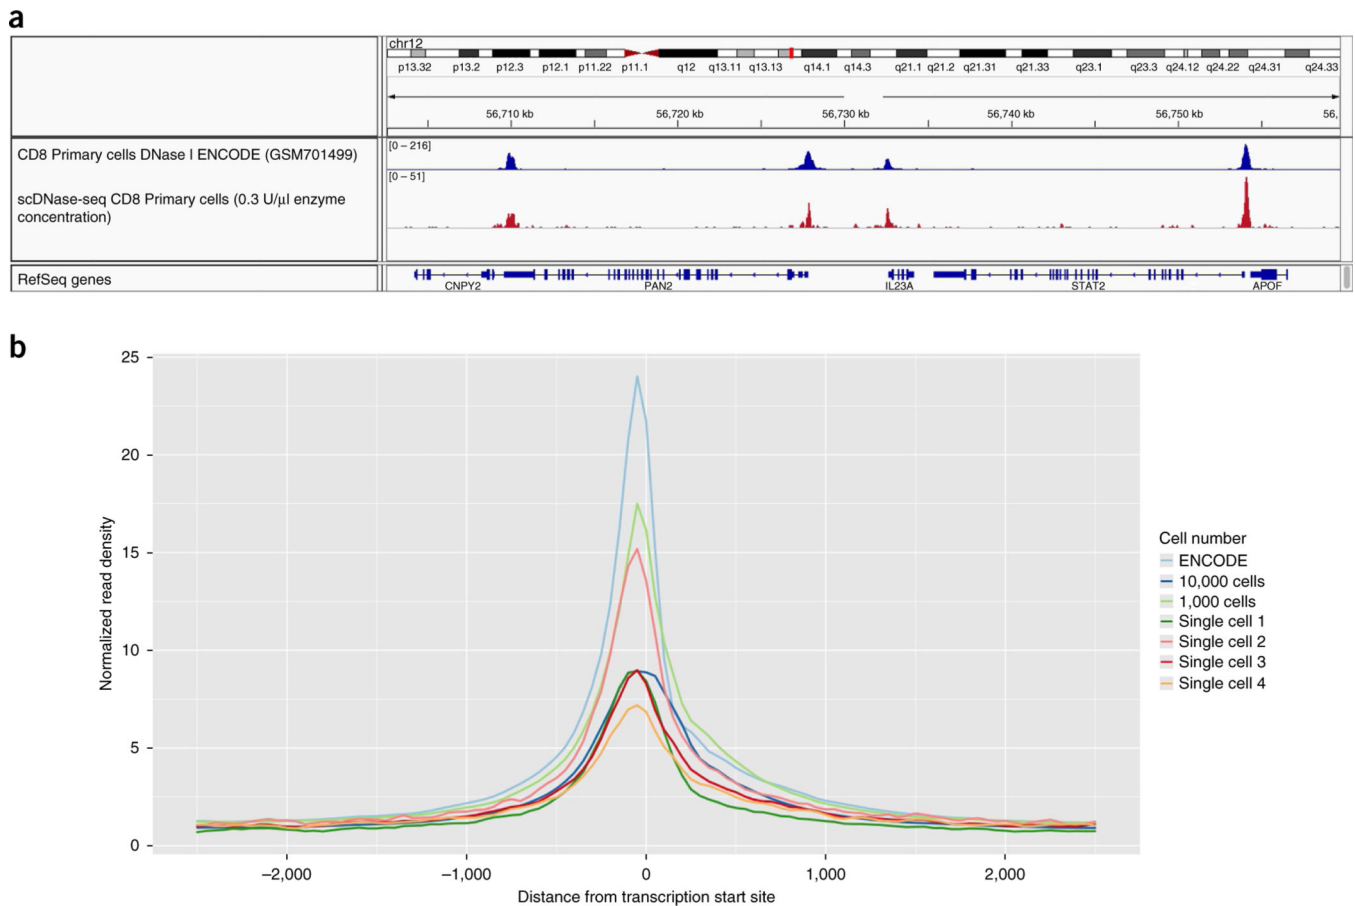 a
chr12
p13.32 p13.2 p12.3 p12.1 p11.22 p11.1 q12 q13.11 q13.13 q14.1 q14.3 q21.1 q21.2 q21.31 q21.33 q23.1 q23.3 q24.12 q24.22 q24.31 q24.33
56,710 kb 56,720 kb 56,730 kb 56,740 kb 56,750 kb 56,
CD8 Primary cells DNase I ENCODE (GSM701499)
[0 – 216]
[0 – 51]
scDNase-seq CD8 Primary cells (0.3 U/µl enzyme
concentration)
RefSeq genes
CNPY2 PAN2 IL23A STAT2 APOF
b
25
20
15
10
5
0
Normalized read density
–2,000 –1,000 0 1,000 2,000
Distance from transcription start site
Cell number
ENCODE
10,000 cells
1,000 cells
Single cell 1
Single cell 2
Single cell 3
Single cell 4